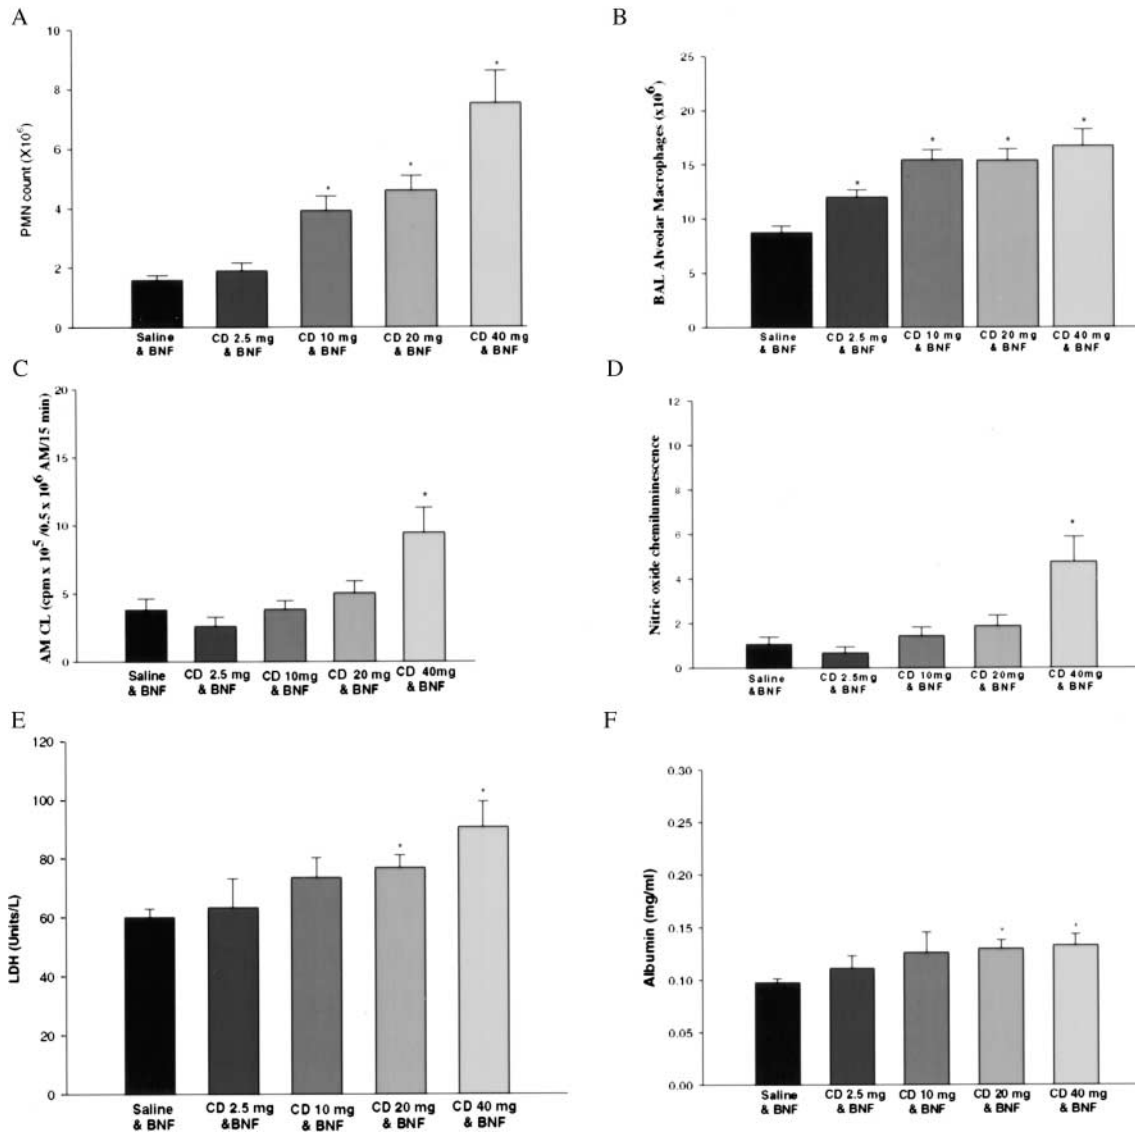 A
PMN count (X10⁶)
10
8
6
4
2
0
*
*
*
Saline & BNF
CD 2.5 mg & BNF
CD 10 mg & BNF
CD 20 mg & BNF
CD 40 mg & BNF
B
BAL Alveolar Macrophages (x10⁶)
25
20
15
10
5
0
*
*
*
*
Saline & BNF
CD 2.5 mg & BNF
CD 10 mg & BNF
CD 20 mg & BNF
CD 40 mg & BNF
C
AM CL (cpm x 10⁵ /0.5 x 10⁶ AM/15 min)
20
15
10
5
0
*
Saline & BNF
CD 2.5 mg & BNF
CD 10mg & BNF
CD 20 mg & BNF
CD 40mg & BNF
D
Nitric oxide chemiluminescence
12
10
8
6
4
2
0
*
Saline &BNF
CD 2.5mg & BNF
CD 10mg & BNF
CD 20mg & BNF
CD 40mg & BNF
E
LDH (Units/L)
120
100
80
60
40
20
0
*
*
Saline & BNF
CD 2.5 mg &BNF
CD 10 mg & BNF
CD 20 mg & BNF
CD 40 mg & BNF
F
Albumin (mg/ml)
0.30
0.25
0.20
0.15
0.10
0.05
0.00
*
*
Saline & BNF
CD 2.5 mg & BNF
CD 10 mg & BNF
CD 20 mg & BNF
CD 40 mg & BNF